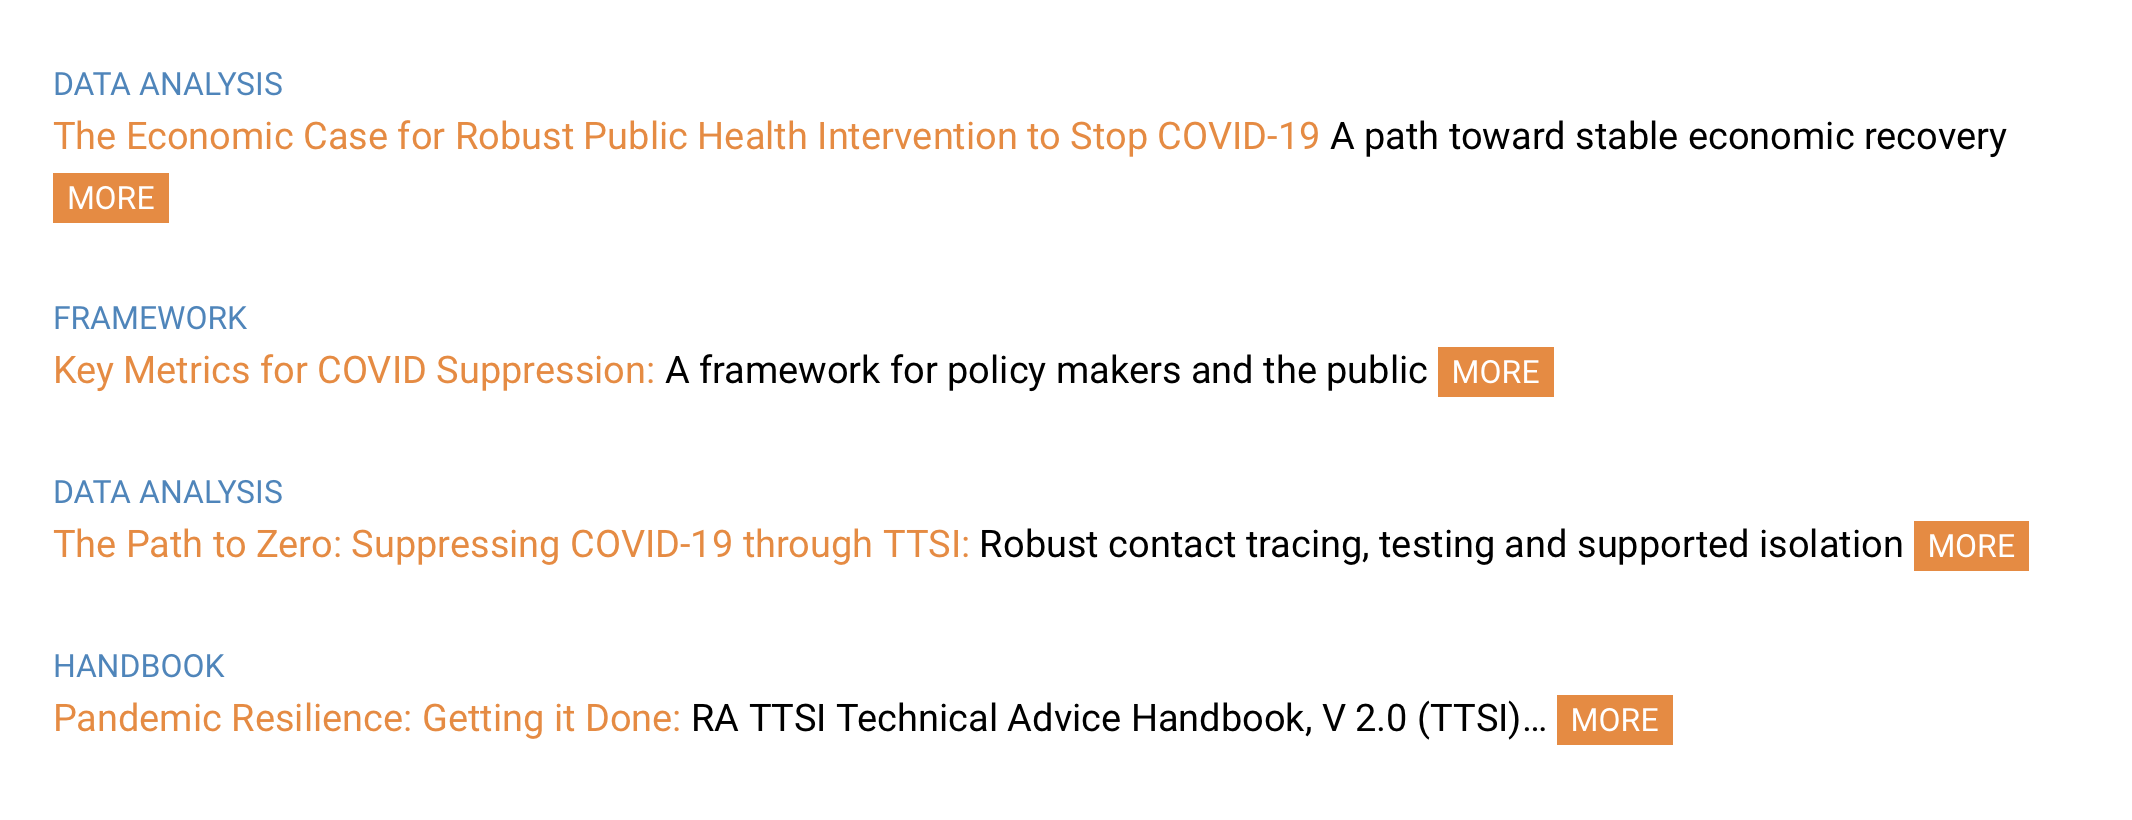 DATA ANALYSIS
The Economic Case for Robust Public Health Intervention to Stop COVID-19 A path toward stable economic recovery
MORE
FRAMEWORK
Key Metrics for COVID Suppression: A framework for policy makers and the public MORE
DATA ANALYSIS
The Path to Zero: Suppressing COVID-19 through TTSI: Robust contact tracing, testing and supported isolation MORE
HANDBOOK
Pandemic Resilience: Getting it Done: RA TTSI Technical Advice Handbook, V 2.0 (TTSI)… MORE